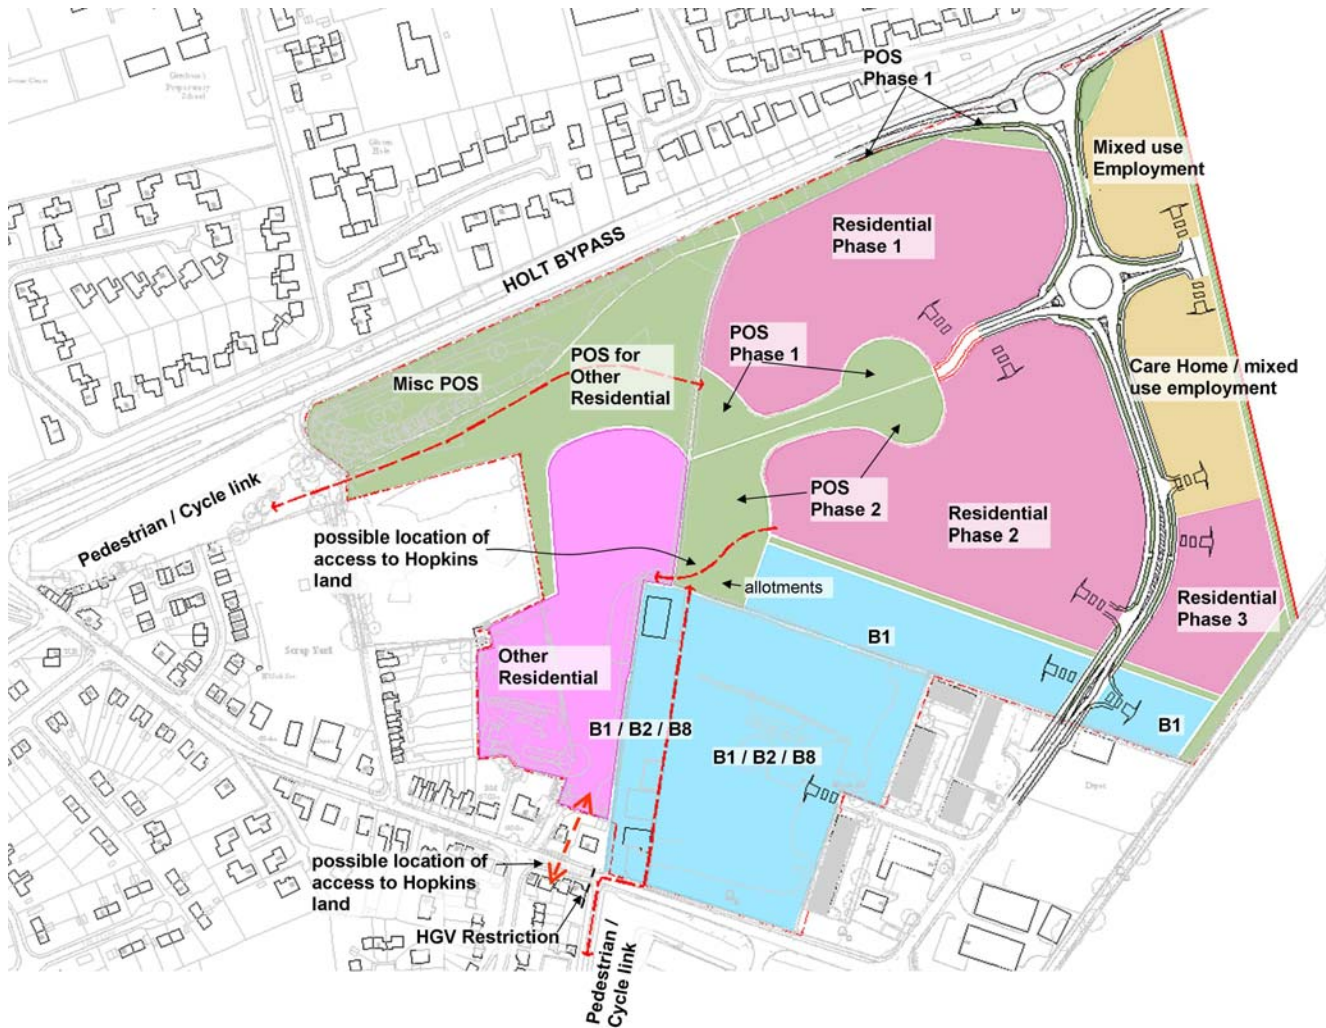 POS
Phase 1
Mixed use
Employment
Residential
Phase 1
HOLT BYPASS
POS
Phase 1
POS for
Other
Residential
Misc POS
Care Home / mixed
use employment
Pedestrian / Cycle link
POS
Phase 2
Residential
Phase 2
possible location of
access to Hopkins
land
allotments
B1
Residential
Phase 3
Scrap Yard
Other
Residential
B1 / B2 / B8
B1 / B2 / B8
B1
Depot
possible location of
access to Hopkins
land
HGV Restriction
Pedestrian /
Cycle link